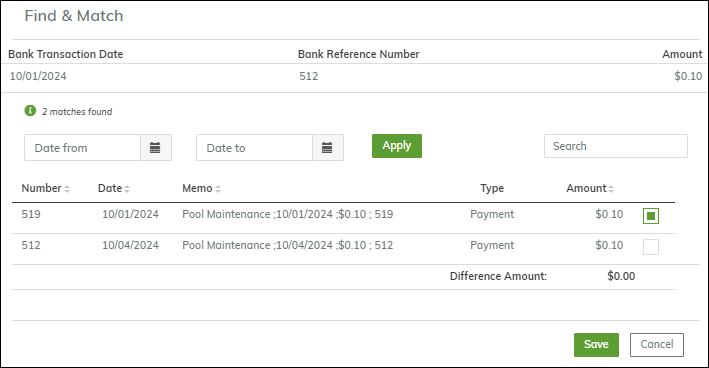 Find & Match
Bank Transaction Date Bank Reference Number Amount
10/01/2024 512 $0.10
2 matches found
Date from Date to Apply Search
Number Date Memo Type Amount
519 10/01/2024 Pool Maintenance ;10/01/2024 ;$0.10 ; 519 Payment $0.10
512 10/04/2024 Pool Maintenance ;10/04/2024 ;$0.10 ; 512 Payment $0.10
Difference Amount: $0.00
Save Cancel